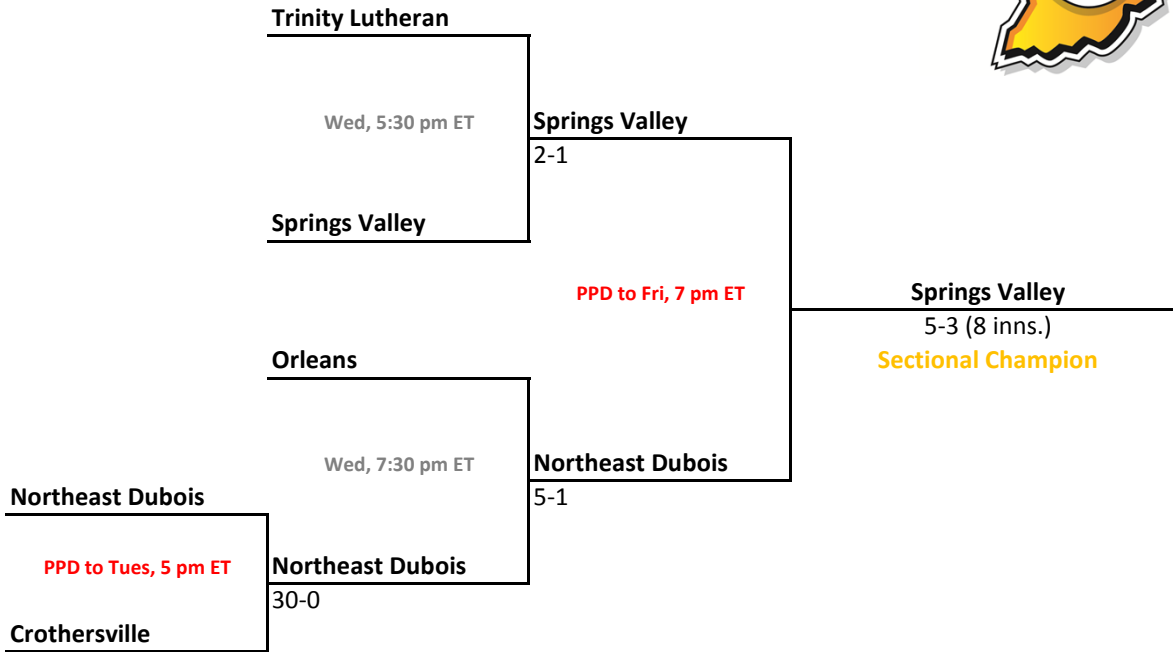 Trinity Lutheran
Wed, 5:30 pm ET
Springs Valley
2-1
Springs Valley
PPD to Fri, 7 pm ET
Springs Valley
5-3 (8 inns.)
Sectional Champion
Orleans
Wed, 7:30 pm ET
Northeast Dubois
5-1
Northeast Dubois
PPD to Tues, 5 pm ET
Northeast Dubois
30-0
Crothersville